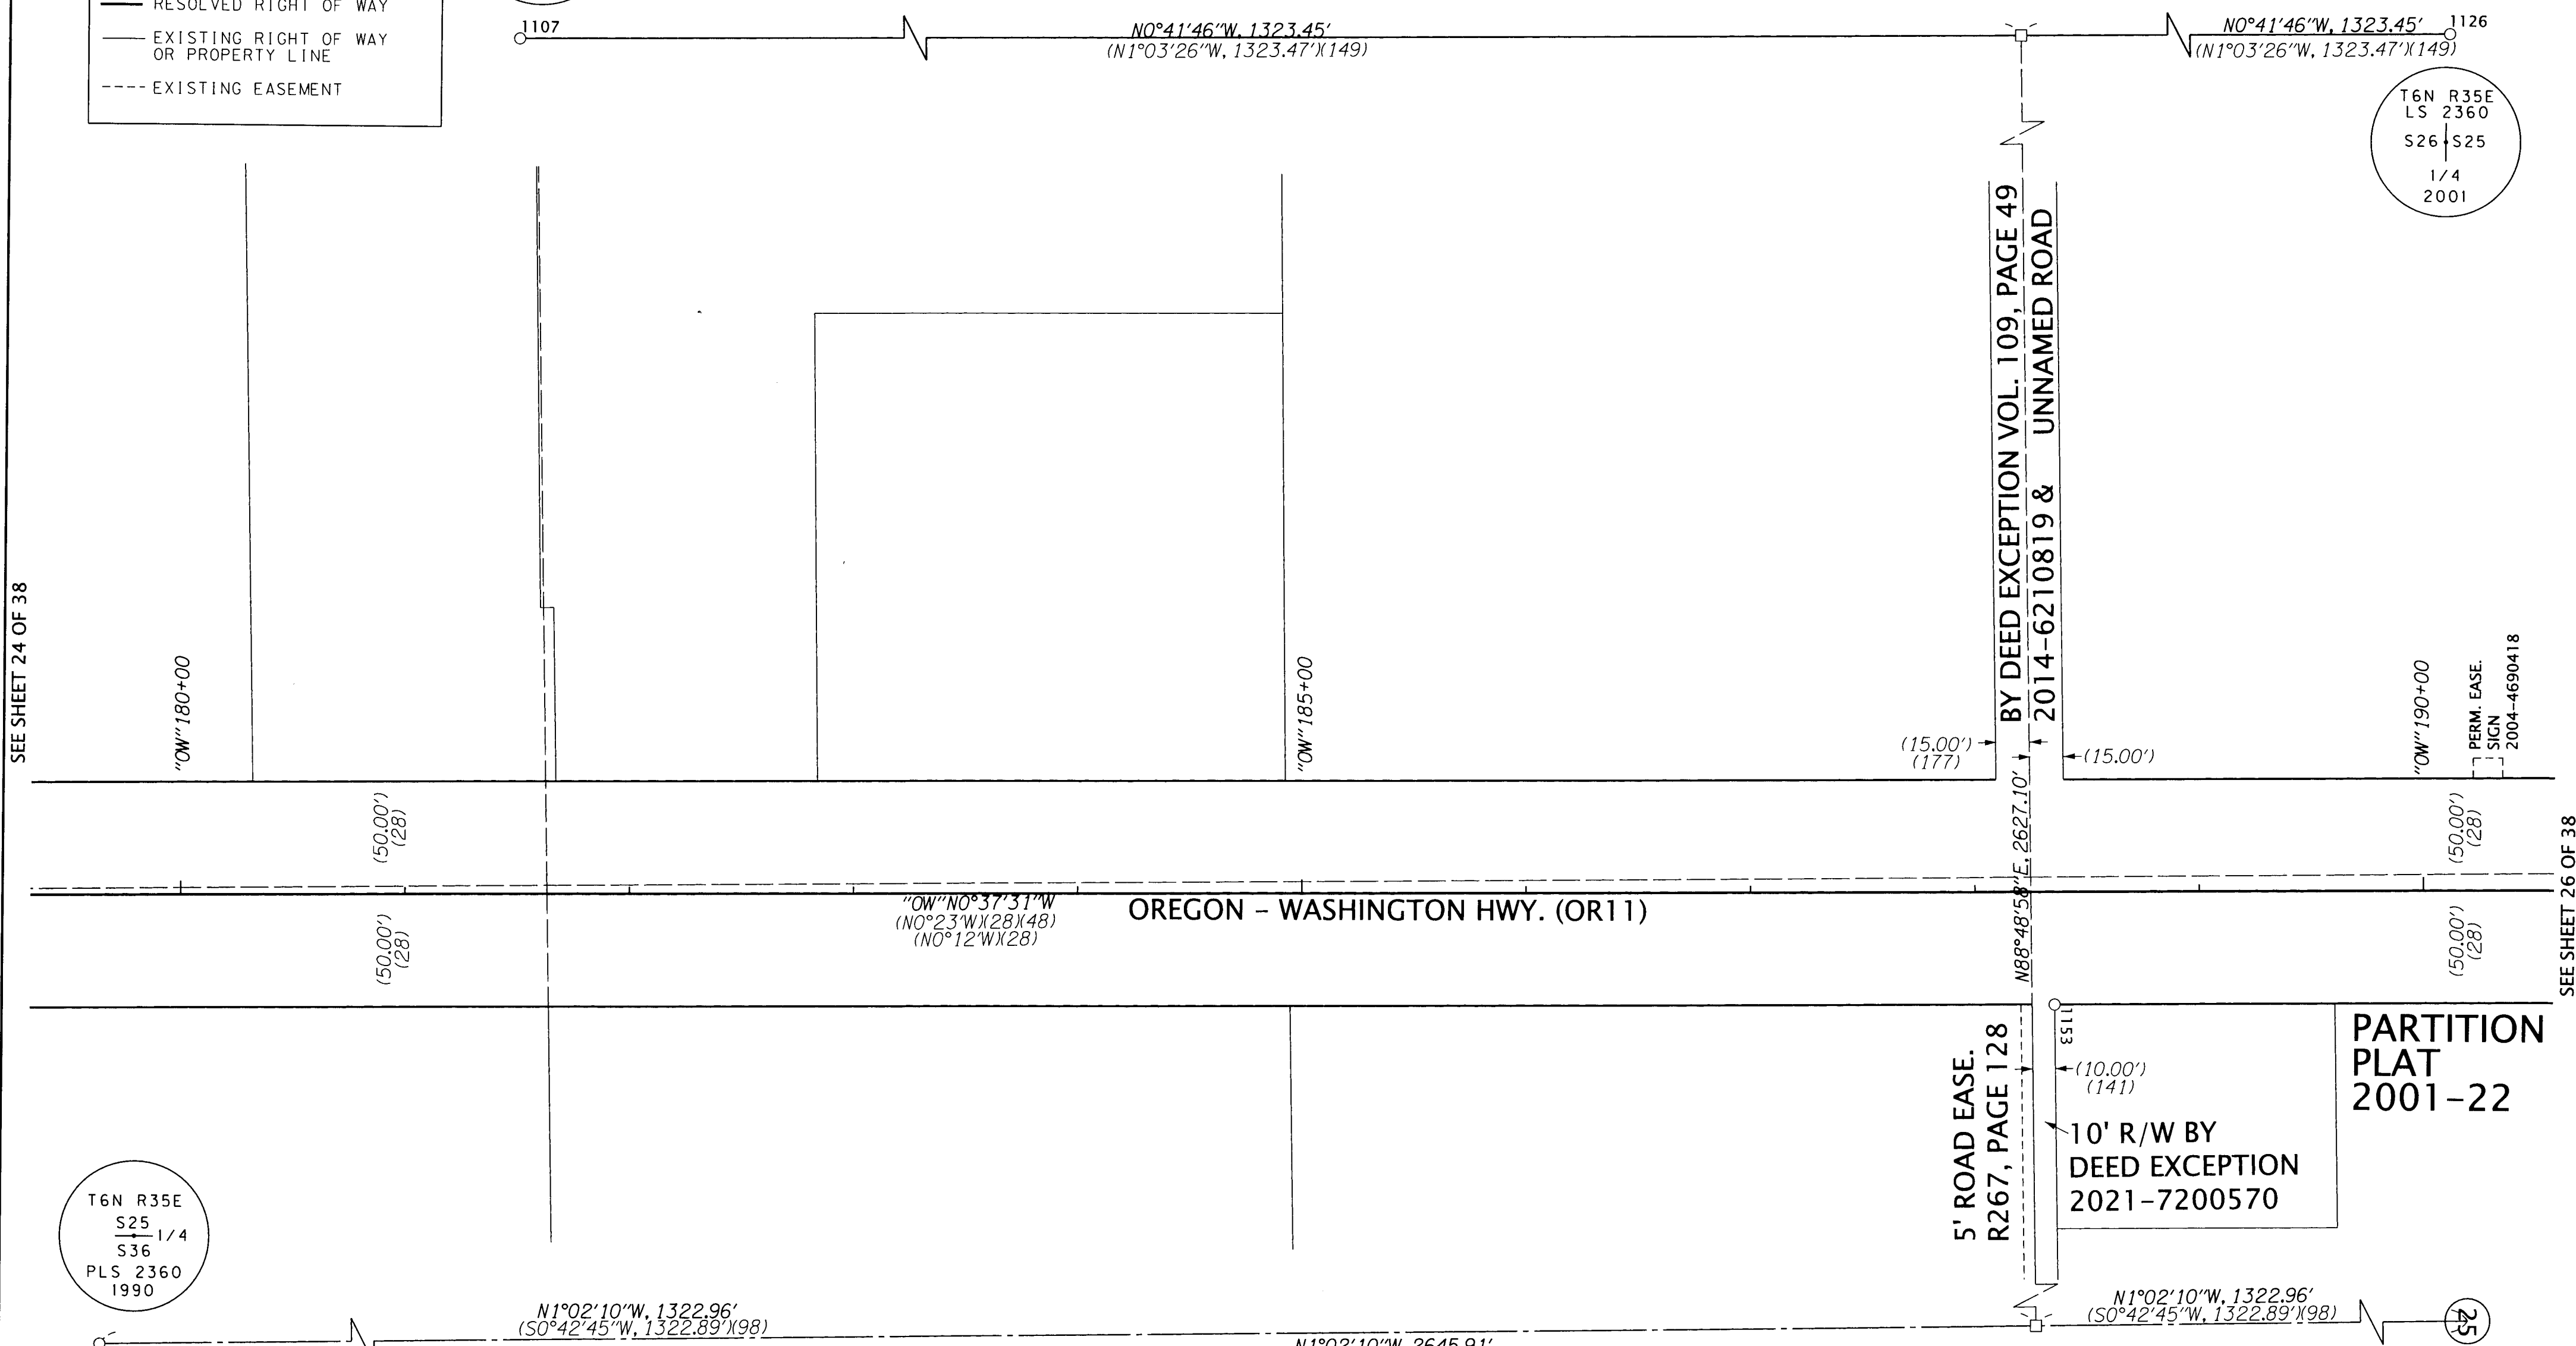 RESOLVED RIGHT OF WAY
EXISTING RIGHT OF WAY
OR PROPERTY LINE
EXISTING EASEMENT
1107
N0°41'46"W, 1323.45'
(N1°03'26"W, 1323.47')(149)
N0°41'46"W, 1323.45'
(N1°03'26"W, 1323.47')(149)
1126
T6N R35E
LS 2360
S26 S25
1/4
2001
BY DEED EXCEPTION VOL. 109, PAGE 49
2014-6210819 & UNNAMED ROAD
SEE SHEET 24 OF 38
"OW"180+00
"OW"185+00
"OW"190+00
PERM. EASE.
SIGN
2004-4690418
(15.00')
(177)
(15.00')
(50.00')
(28)
(50.00')
(28)
N88°48'58"E, 2627.10'
"OW"N0°37'31"W
(N0°23'W)(28)(48)
(N0°12'W)(28)
OREGON - WASHINGTON HWY. (OR11)
(50.00')
(28)
(50.00')
(28)
SEE SHEET 26 OF 38
1153
5' ROAD EASE.
R267, PAGE 128
(10.00')
(141)
10' R/W BY
DEED EXCEPTION
2021-7200570
PARTITION
PLAT
2001-22
T6N R35E
S25
1/4
S36
PLS 2360
1990
N1°02'10"W, 1322.96'
(S0°42'45"W, 1322.89')(98)
N1°02'10"W, 2645.91'
N1°02'10"W, 1322.96'
(S0°42'45"W, 1322.89')(98)
25